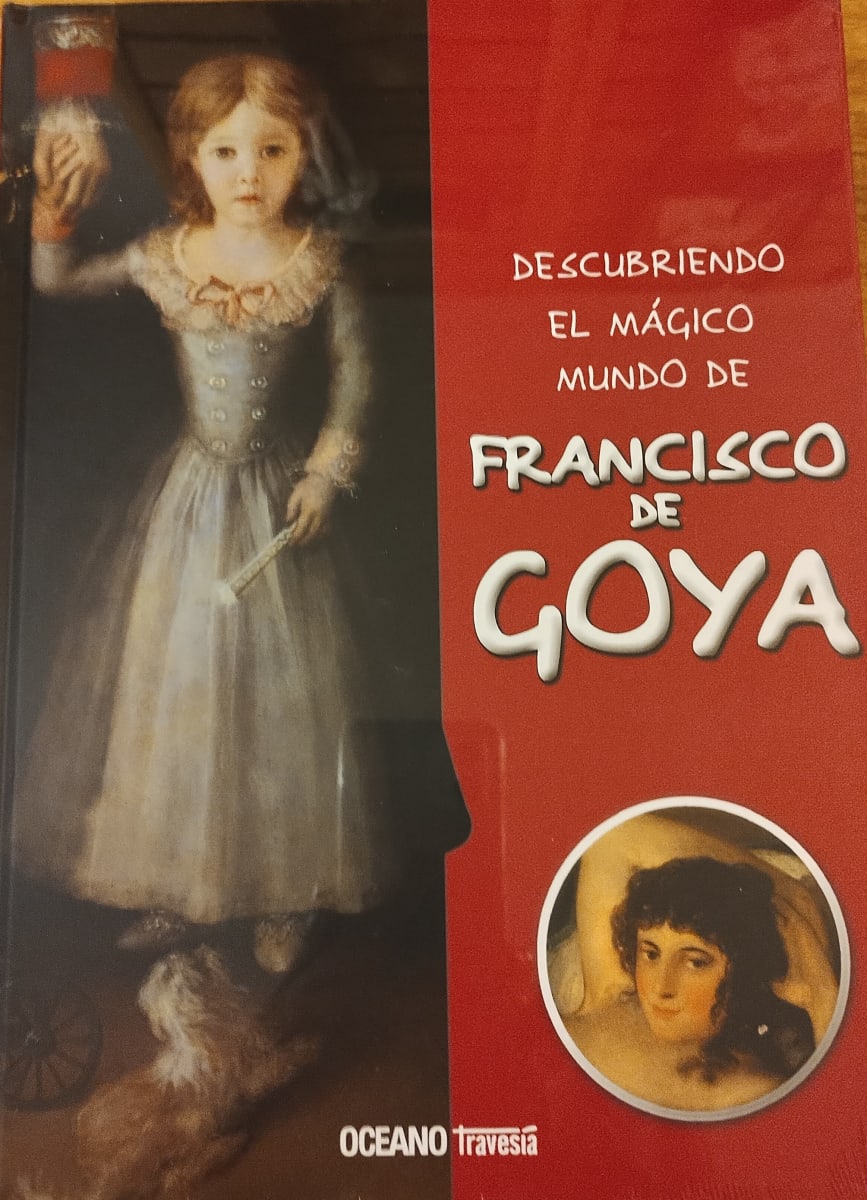 DESCUBRIENDO
EL MÁGICO
MUNDO DE
FRANCISCO
DE
GOYA
OCEANO travesía